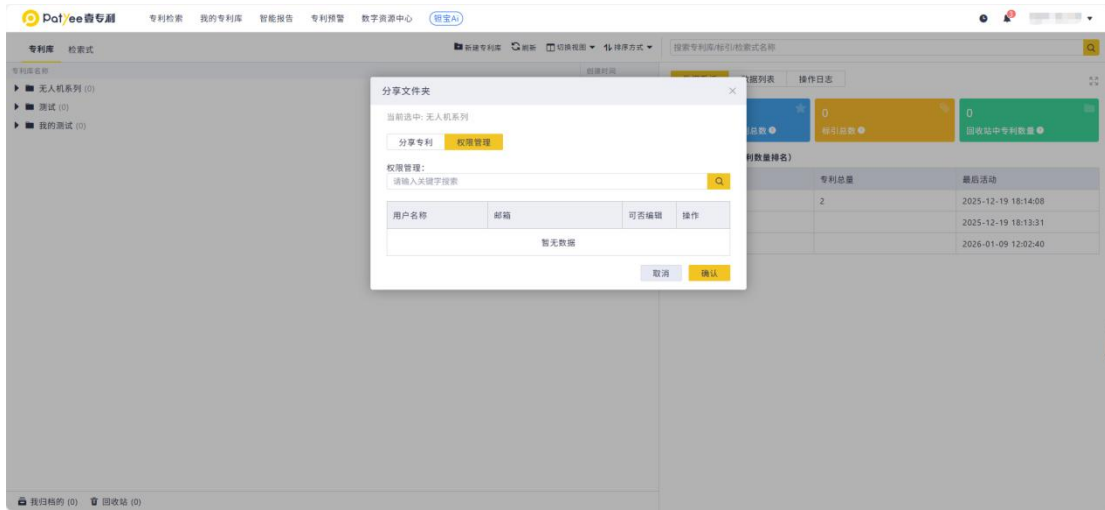 Patyee壹专利 专利检索 我的专利库 智能报告 专利预警 数字资源中心 银宝Ai 3
专利库 检索式 新建专利库 刷新 切换视图 排序方式 搜索专利库/标引/检索式名称
专利库名称 创建时间
数据列表 操作日志
无人机系列 (0)
测试 (0)
我的测试 (0)
分享文件夹
当前选中: 无人机系列
分享专利 权限管理
权限管理:
请输入关键字搜索
用户名称 邮箱 可否编辑 操作
暂无数据
取消 确认
0 0
总数 标引总数 回收站中专利数量
利数量排名）
专利总量 最后活动
2 2025-12-19 18:14:08
2025-12-19 18:13:31
2026-01-09 12:02:40
我归档的 (0) 回收站 (0)